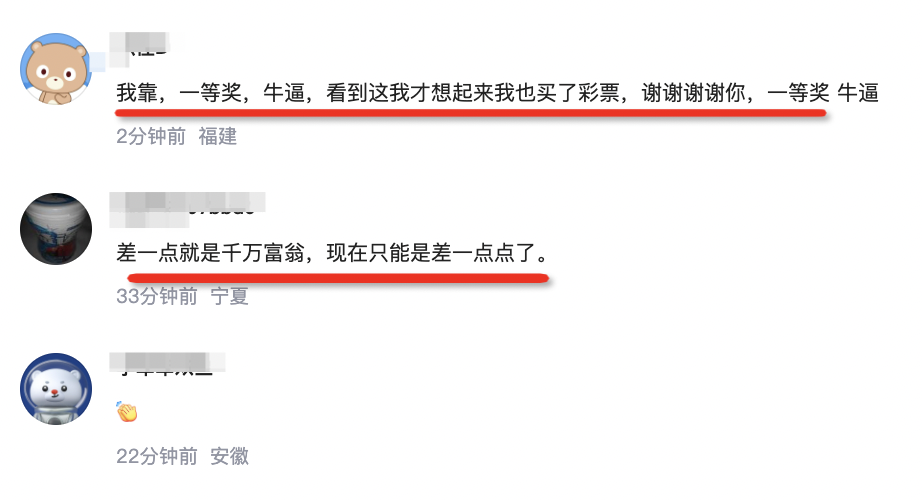 我靠，一等奖，牛逼，看到这我才想起来我也买了彩票，谢谢谢谢你，一等奖 牛逼
2分钟前 福建
差一点就是千万富翁，现在只能是差一点点了。
33分钟前 宁夏
22分钟前 安徽